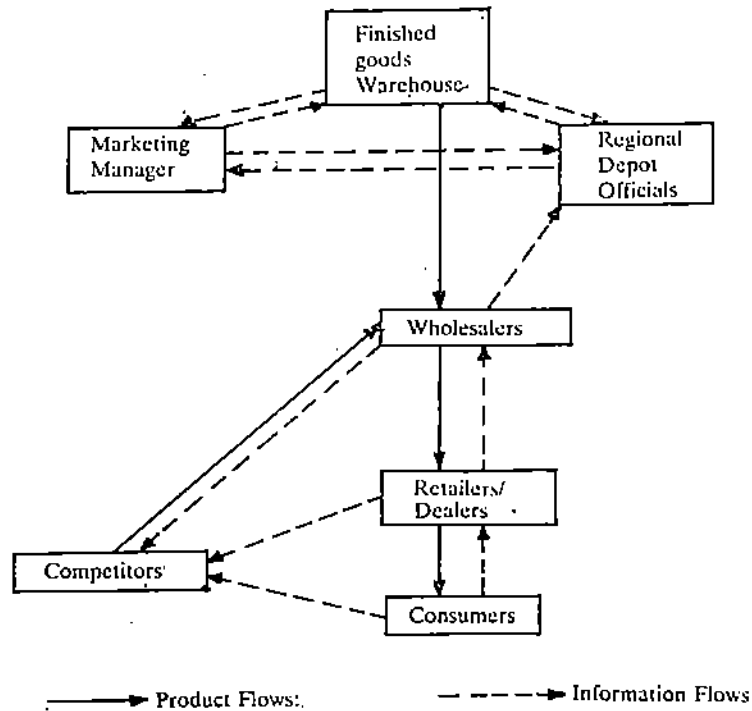 Finished
goods
Warehouse
Marketing
Manager
Regional
Depot
Officials
Wholesalers
Retailers/
Dealers
Competitors
Consumers
Product Flows:
Information Flows